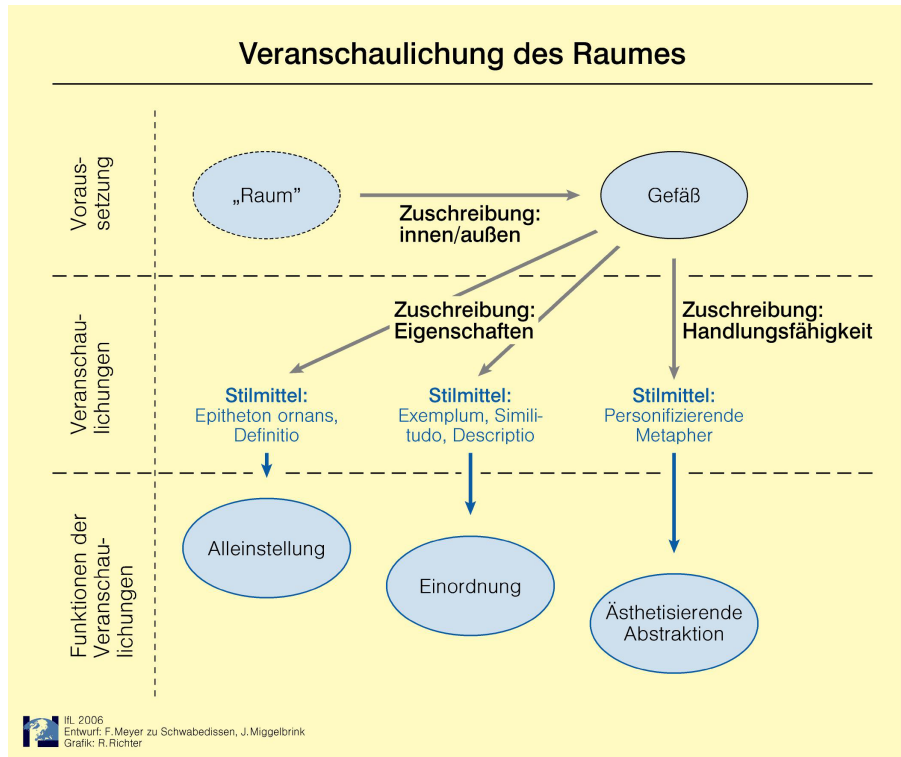 Veranschaulichung des Raumes
Voraus-
setzung
„Raum”
Zuschreibung:
innen/außen
Gefäß
Veranschau-
lichungen
Zuschreibung:
Eigenschaften
Zuschreibung:
Handlungsfähigkeit
Stilmittel:
Epitheton ornans,
Definitio
Stilmittel:
Exemplum, Simili-
tudo, Descriptio
Stilmittel:
Personifizierende
Metapher
Funktionen der
Veranschau-
lichungen
Alleinstellung
Einordnung
Ästhetisierende
Abstraktion
IfL 2006
Entwurf: F. Meyer zu Schwabedissen, J. Miggelbrink
Grafik: R. Richter